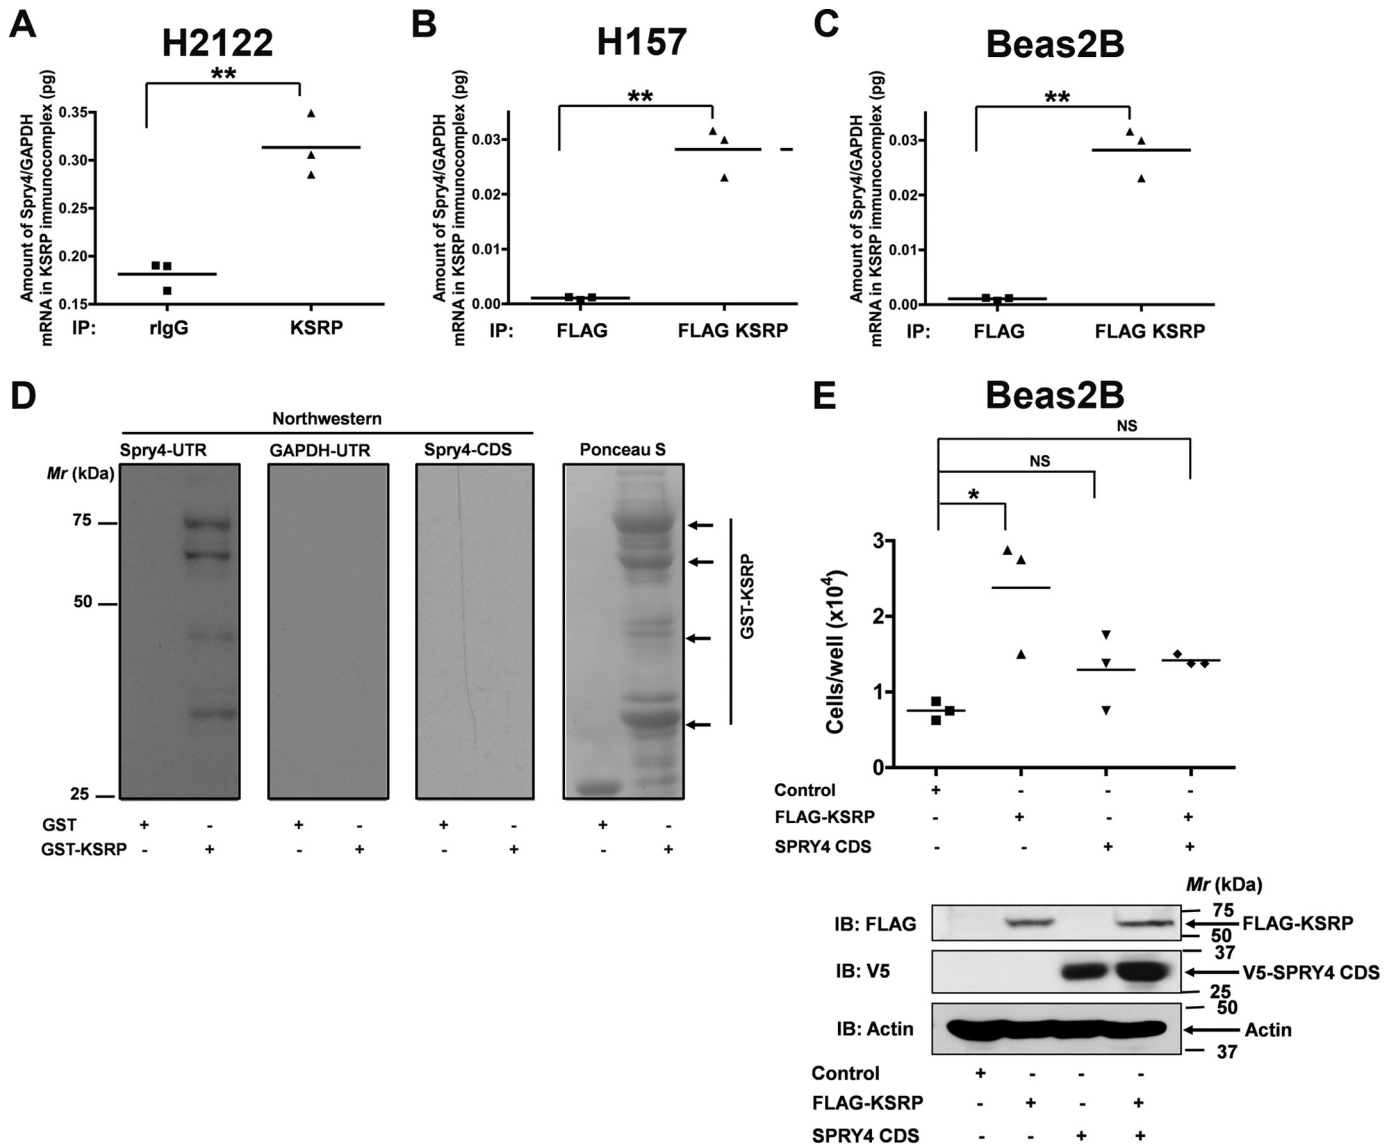 A
H2122
**
Amount of Spry4/GAPDH
mRNA in KSRP immunocomplex (pg)
0.35
0.30
0.25
0.20
0.15
IP: rIgG KSRP
B
H157
**
Amount of Spry4/GAPDH
mRNA in KSRP immunocomplex (pg)
0.03
0.02
0.01
0.00
IP: FLAG FLAG KSRP
C
Beas2B
**
Amount of Spry4/GAPDH
mRNA in KSRP immunocomplex (pg)
0.03
0.02
0.01
0.00
IP: FLAG FLAG KSRP
D
Northwestern
Spry4-UTR GAPDH-UTR Spry4-CDS Ponceau S
Mr (kDa)
75
50
25
GST-KSRP
GST + - + - + - + -
GST-KSRP - + - + - + - +
E
Beas2B
NS
NS
*
Cells/well (x10⁴)
3
2
1
0
Control + - - -
FLAG-KSRP - + - +
SPRY4 CDS - - + +
Mr (kDa)
IB: FLAG 75 FLAG-KSRP
50
37
IB: V5 V5-SPRY4 CDS
25
50
IB: Actin Actin
37
Control + - - -
FLAG-KSRP - + - +
SPRY4 CDS - - + +